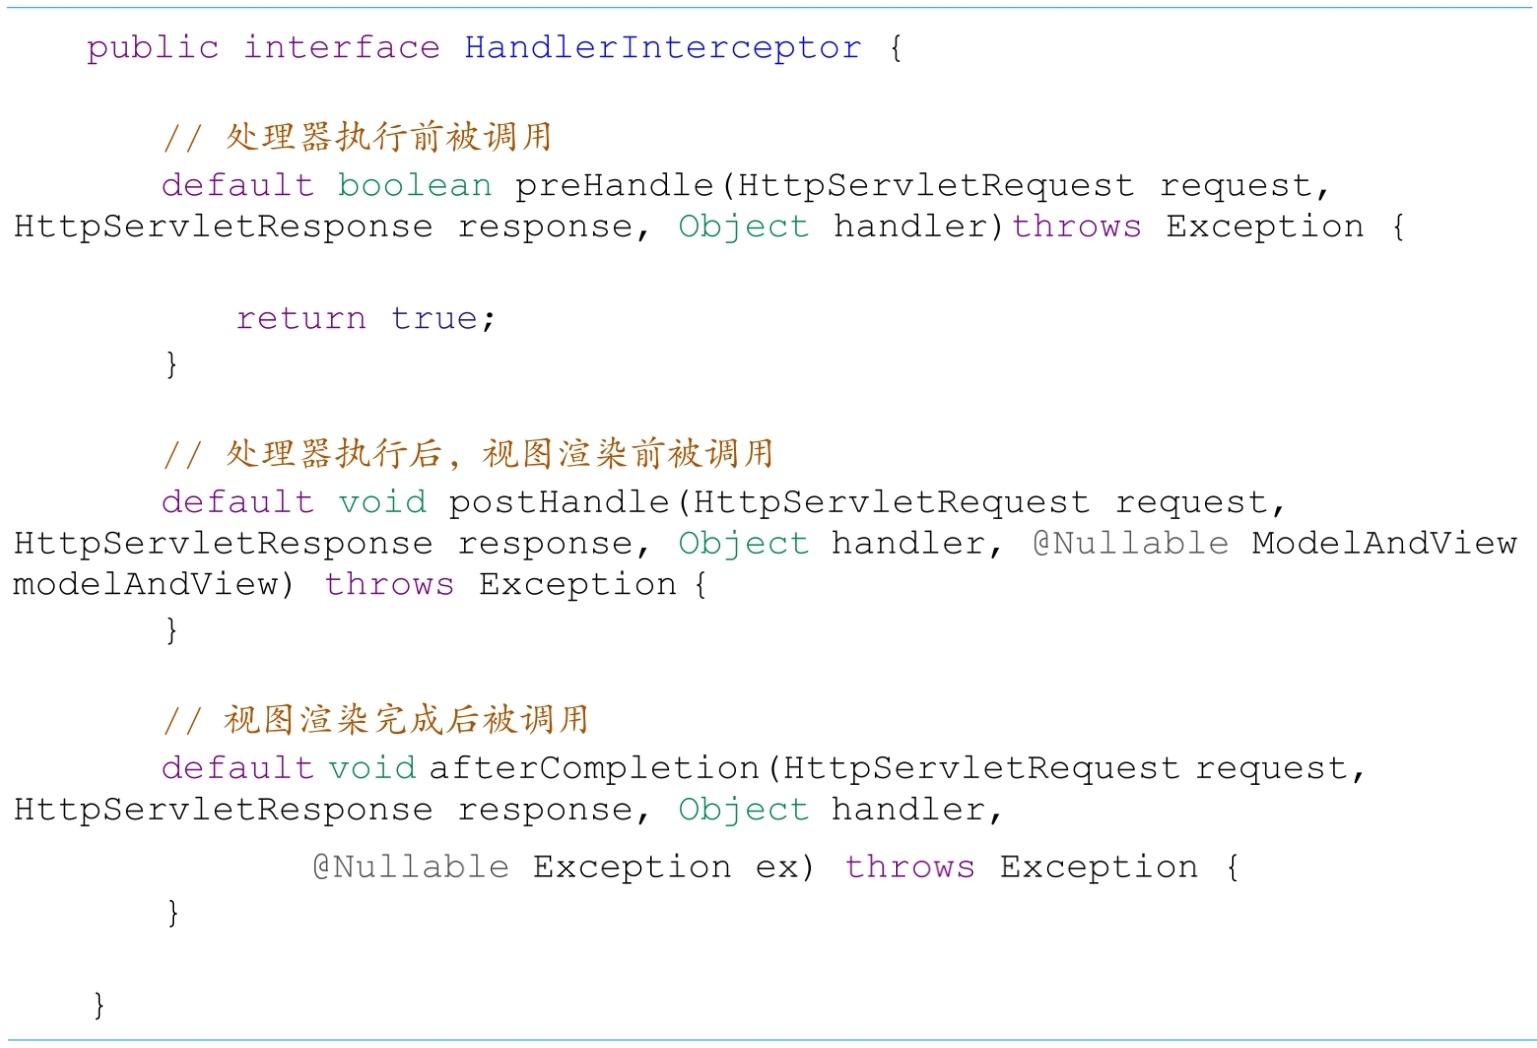 public interface HandlerInterceptor {
// 处理器执行前被调用
default boolean preHandle(HttpServletRequest request,
HttpServletResponse response, Object handler)throws Exception {
return true;
}
// 处理器执行后，视图渲染前被调用
default void postHandle(HttpServletRequest request,
HttpServletResponse response, Object handler, @Nullable ModelAndView
modelAndView) throws Exception {
}
// 视图渲染完成后被调用
default void afterCompletion(HttpServletRequest request,
HttpServletResponse response, Object handler,
@Nullable Exception ex) throws Exception {
}
}